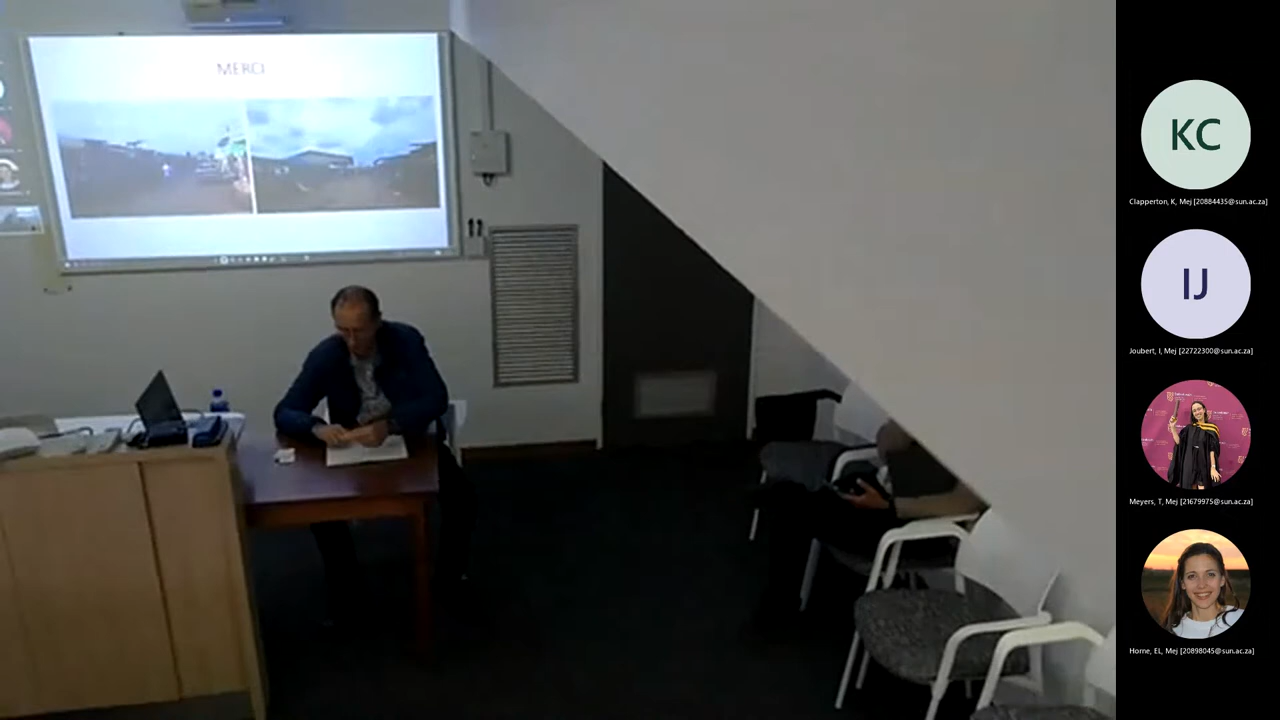 MERCI
KC
Clapperton, K, Mej [20884435@sun.ac.za]
IJ
Joubert, I, Mej [22722300@sun.ac.za]
Meyers, T, Mej [21679975@sun.ac.za]
Horne, EL, Mej [20898045@sun.ac.za]